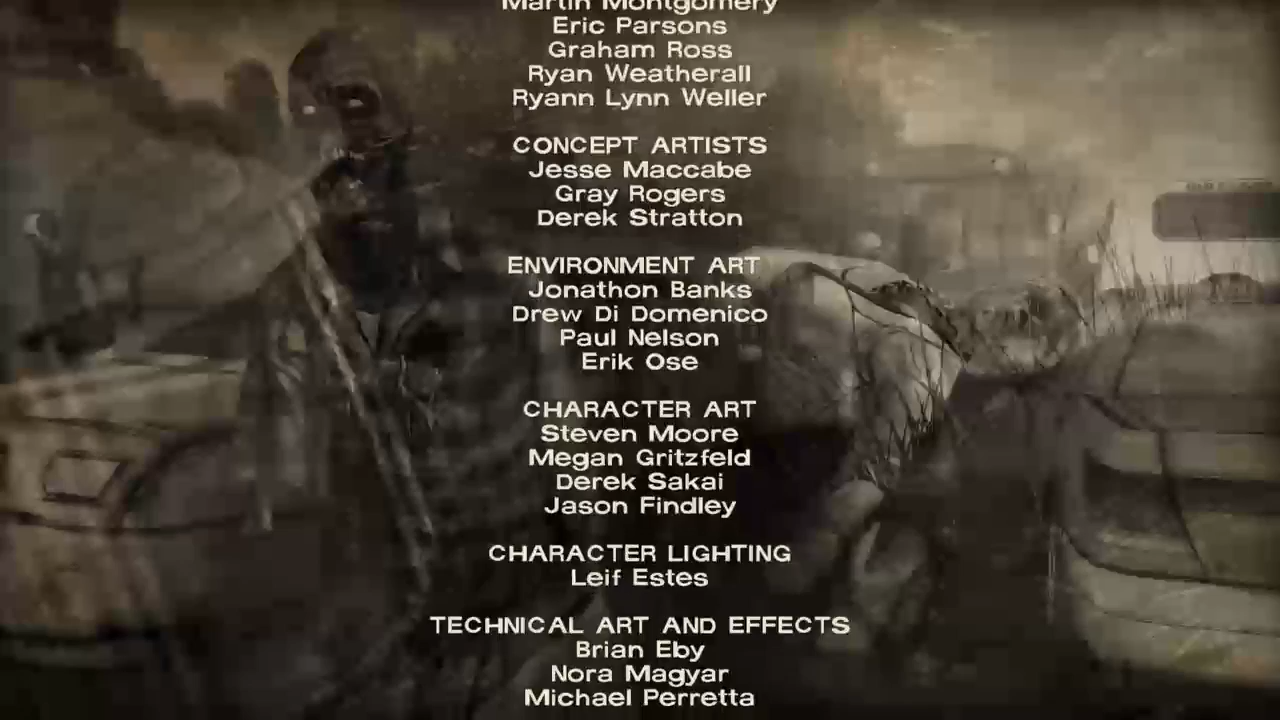 Martin Montgomery
Eric Parsons
Graham Ross
Ryan Weatherall
Ryann Lynn Weller
CONCEPT ARTISTS
Jesse Maccabe
Gray Rogers
Derek Stratton
ENVIRONMENT ART
Jonathon Banks
Drew Di Domenico
Paul Nelson
Erik Ose
CHARACTER ART
Steven Moore
Megan Gritzfeld
Derek Sakai
Jason Findley
CHARACTER LIGHTING
Leif Estes
TECHNICAL ART AND EFFECTS
Brian Eby
Nora Magyar
Michael Perretta